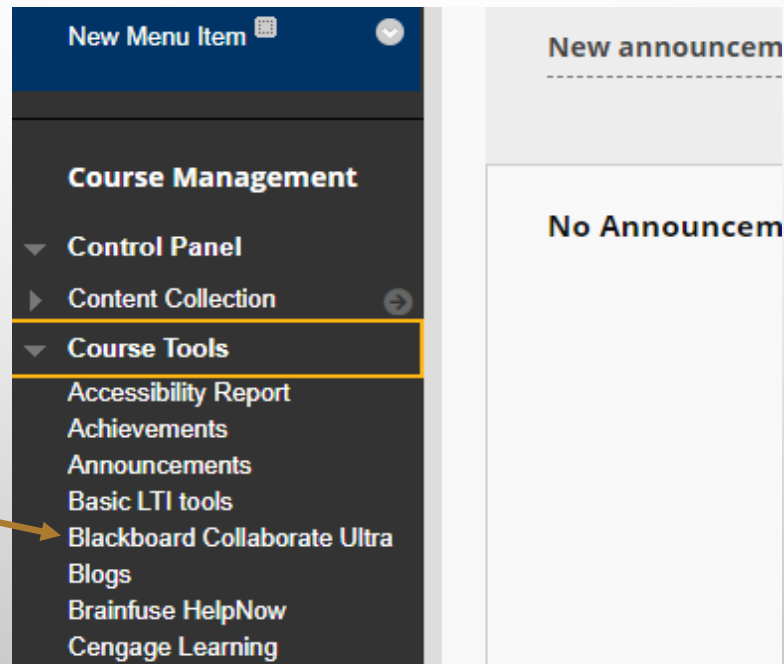 New Menu Item
Course Management
Control Panel
Content Collection
Course Tools
Accessibility Report
Achievements
Announcements
Basic LTI tools
Blackboard Collaborate Ultra
Blogs
Brainfuse HelpNow
Cengage Learning
New announcem
No Announcem